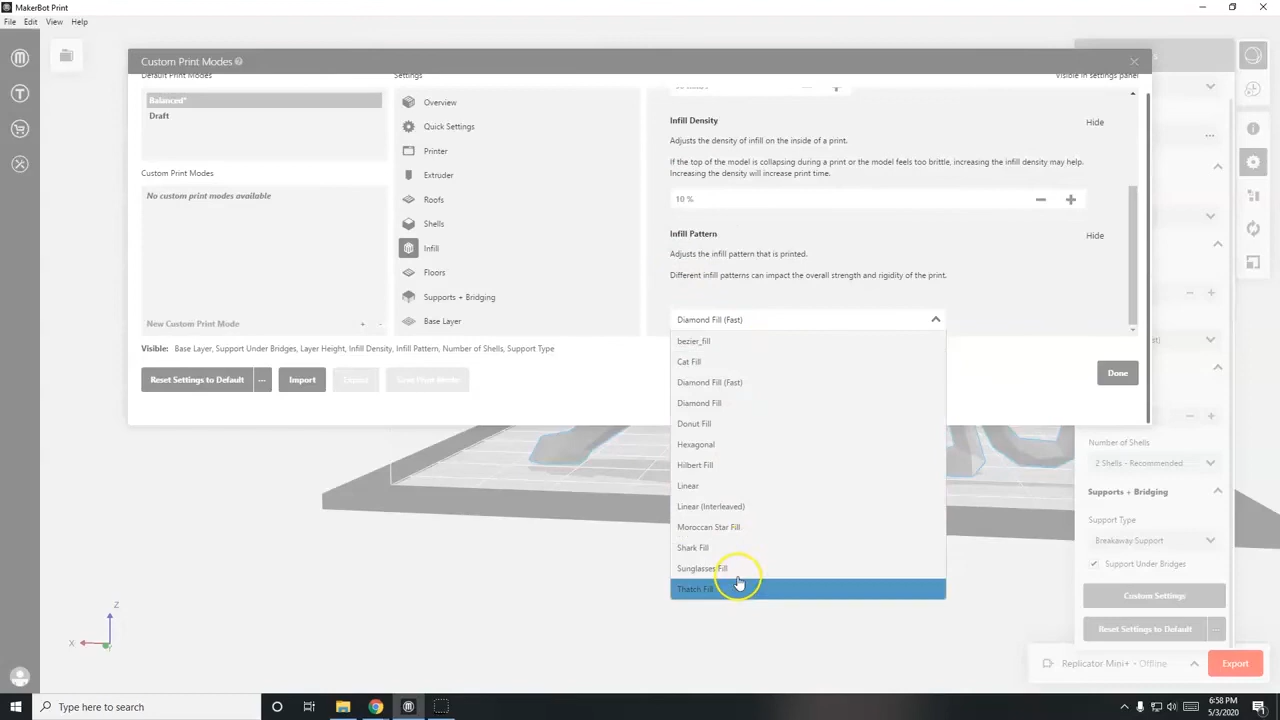 MakerBot Print
File Edit View Help
Custom Print Modes
Default Print Modes
Settings
Visible in settings panel
Balanced*
Draft
Custom Print Modes
No custom print modes available
New Custom Print Mode + -
Overview
Quick Settings
Printer
Extruder
Roofs
Shells
Infill
Floors
Supports + Bridging
Base Layer
Infill Density
Hide
Adjusts the density of infill on the inside of a print.
If the top of the model is collapsing during a print or the model feels too brittle, increasing the infill density may help.
Increasing the density will increase print time.
10 %
Infill Pattern
Hide
Adjusts the infill pattern that is printed.
Different infill patterns can impact the overall strength and rigidity of the print.
Diamond Fill (Fast)
bezier_fill
Cat Fill
Diamond Fill (Fast)
Diamond Fill
Donut Fill
Hexagonal
Hilbert Fill
Linear
Linear (Interleaved)
Moroccan Star Fill
Shark Fill
Sunglasses Fill
Thatch Fill
Visible: Base Layer, Support Under Bridges, Layer Height, Infill Density, Infill Pattern, Number of Shells, Support Type
Reset Settings to Default ...
Import
Export
Save Print Mode
Done
Number of Shells
2 Shells - Recommended
Supports + Bridging
Support Type
Breakaway Support
Support Under Bridges
Custom Settings
Reset Settings to Default
Replicator Mini+ • Offline
Export
Z
X
Type here to search
6:58 PM
5/3/2020